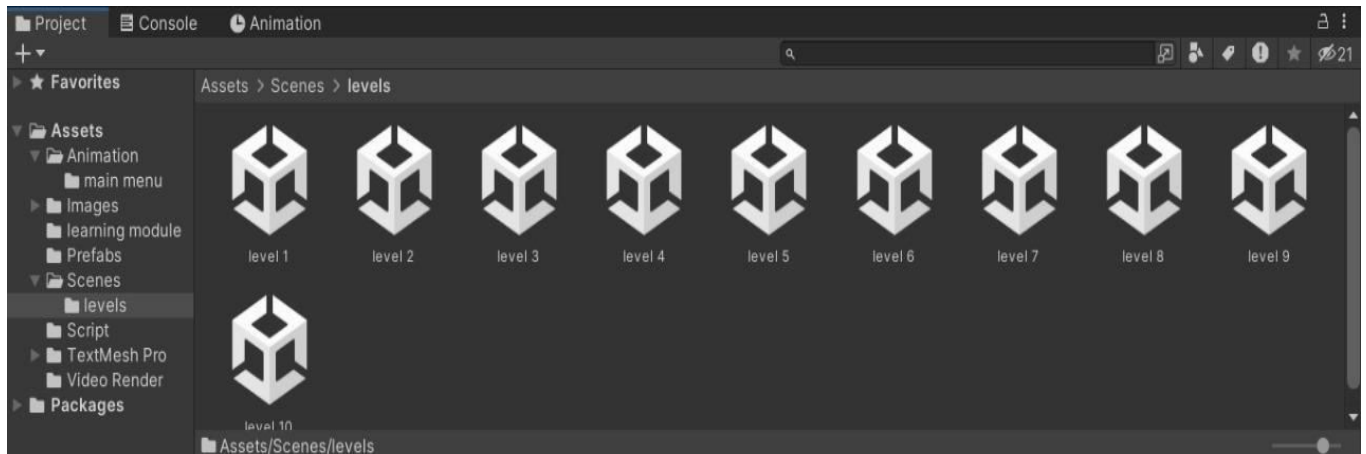 Project Console Animation
21
Favorites
Assets > Scenes > levels
Assets
Animation
main menu
Images
learning module
Prefabs
Scenes
levels
Script
TextMesh Pro
Video Render
Packages
level 1 level 2 level 3 level 4 level 5 level 6 level 7 level 8 level 9
level 10
Assets/Scenes/levels